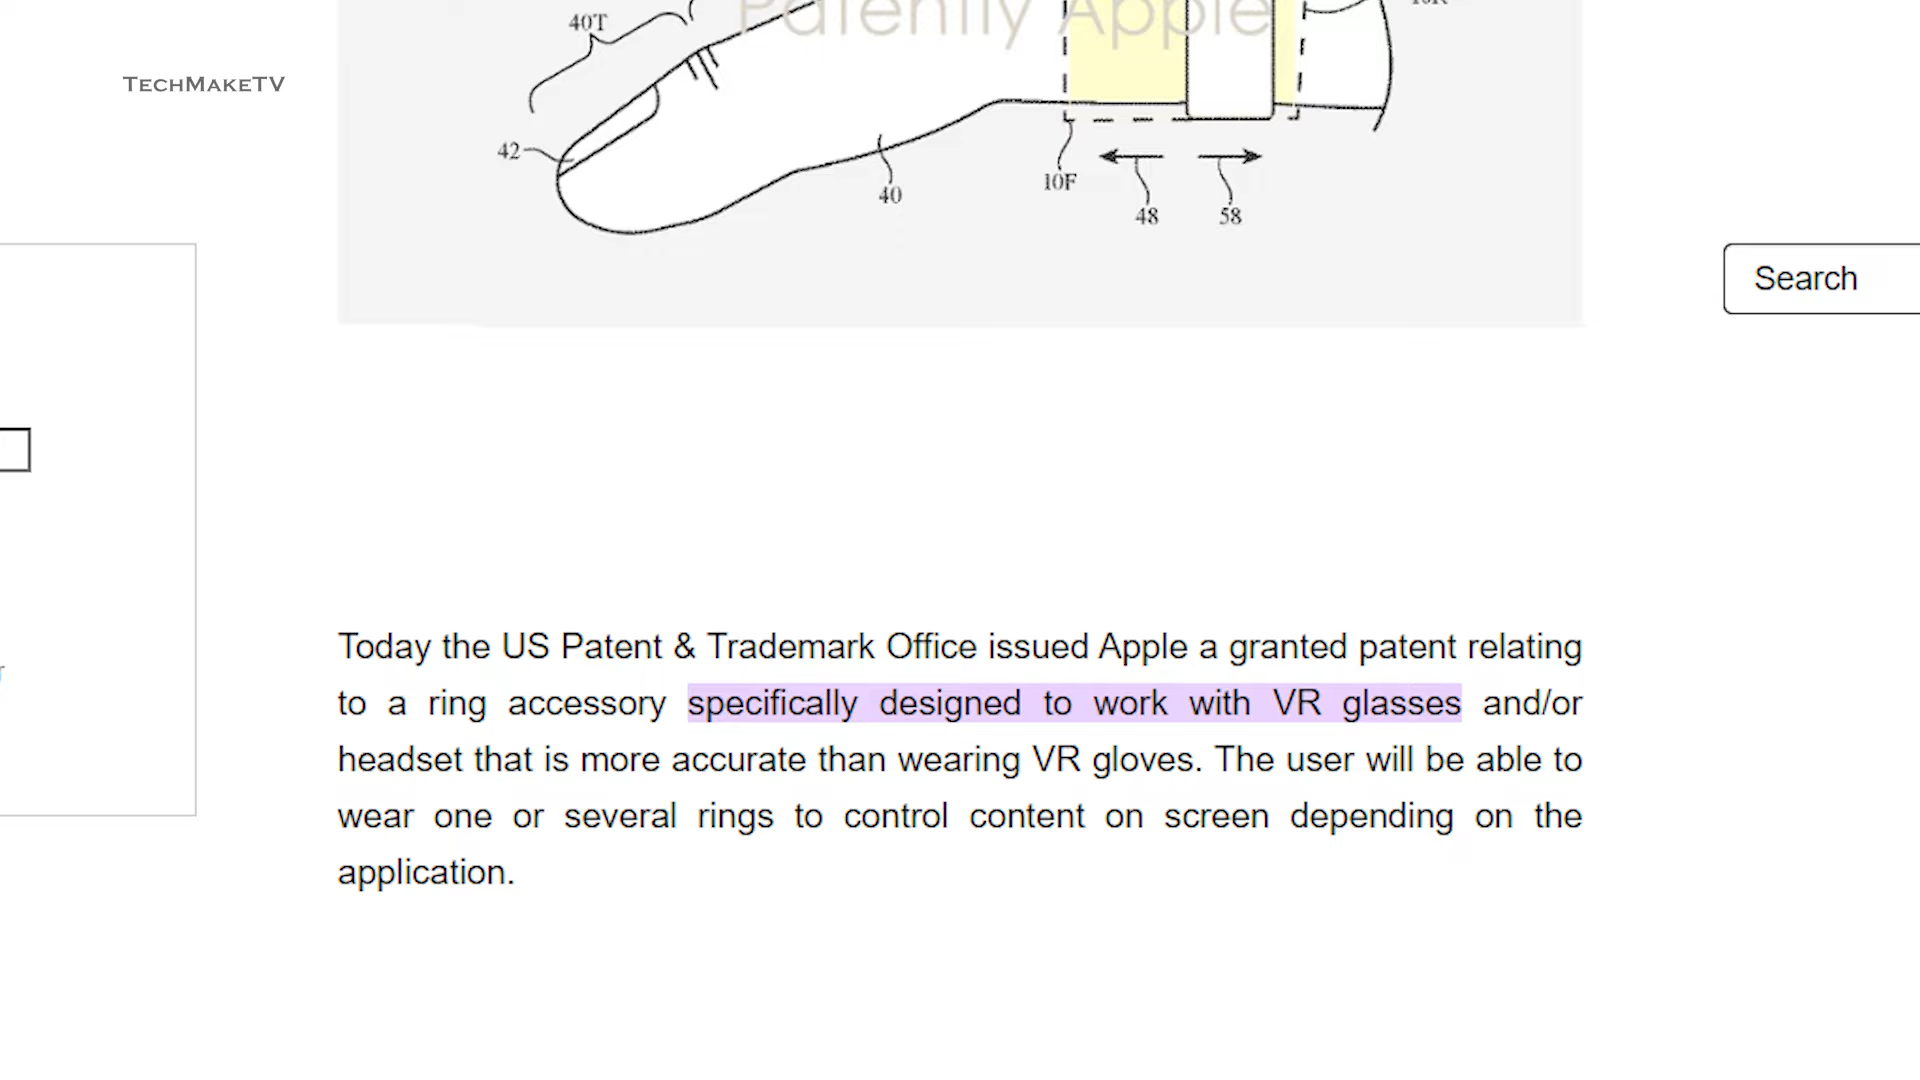 Patently Apple
40T
TECHMAKETV
42
40
10F
48
58
Search
Today the US Patent & Trademark Office issued Apple a granted patent relating
to a ring accessory specifically designed to work with VR glasses and/or
headset that is more accurate than wearing VR gloves. The user will be able to
wear one or several rings to control content on screen depending on the
application.